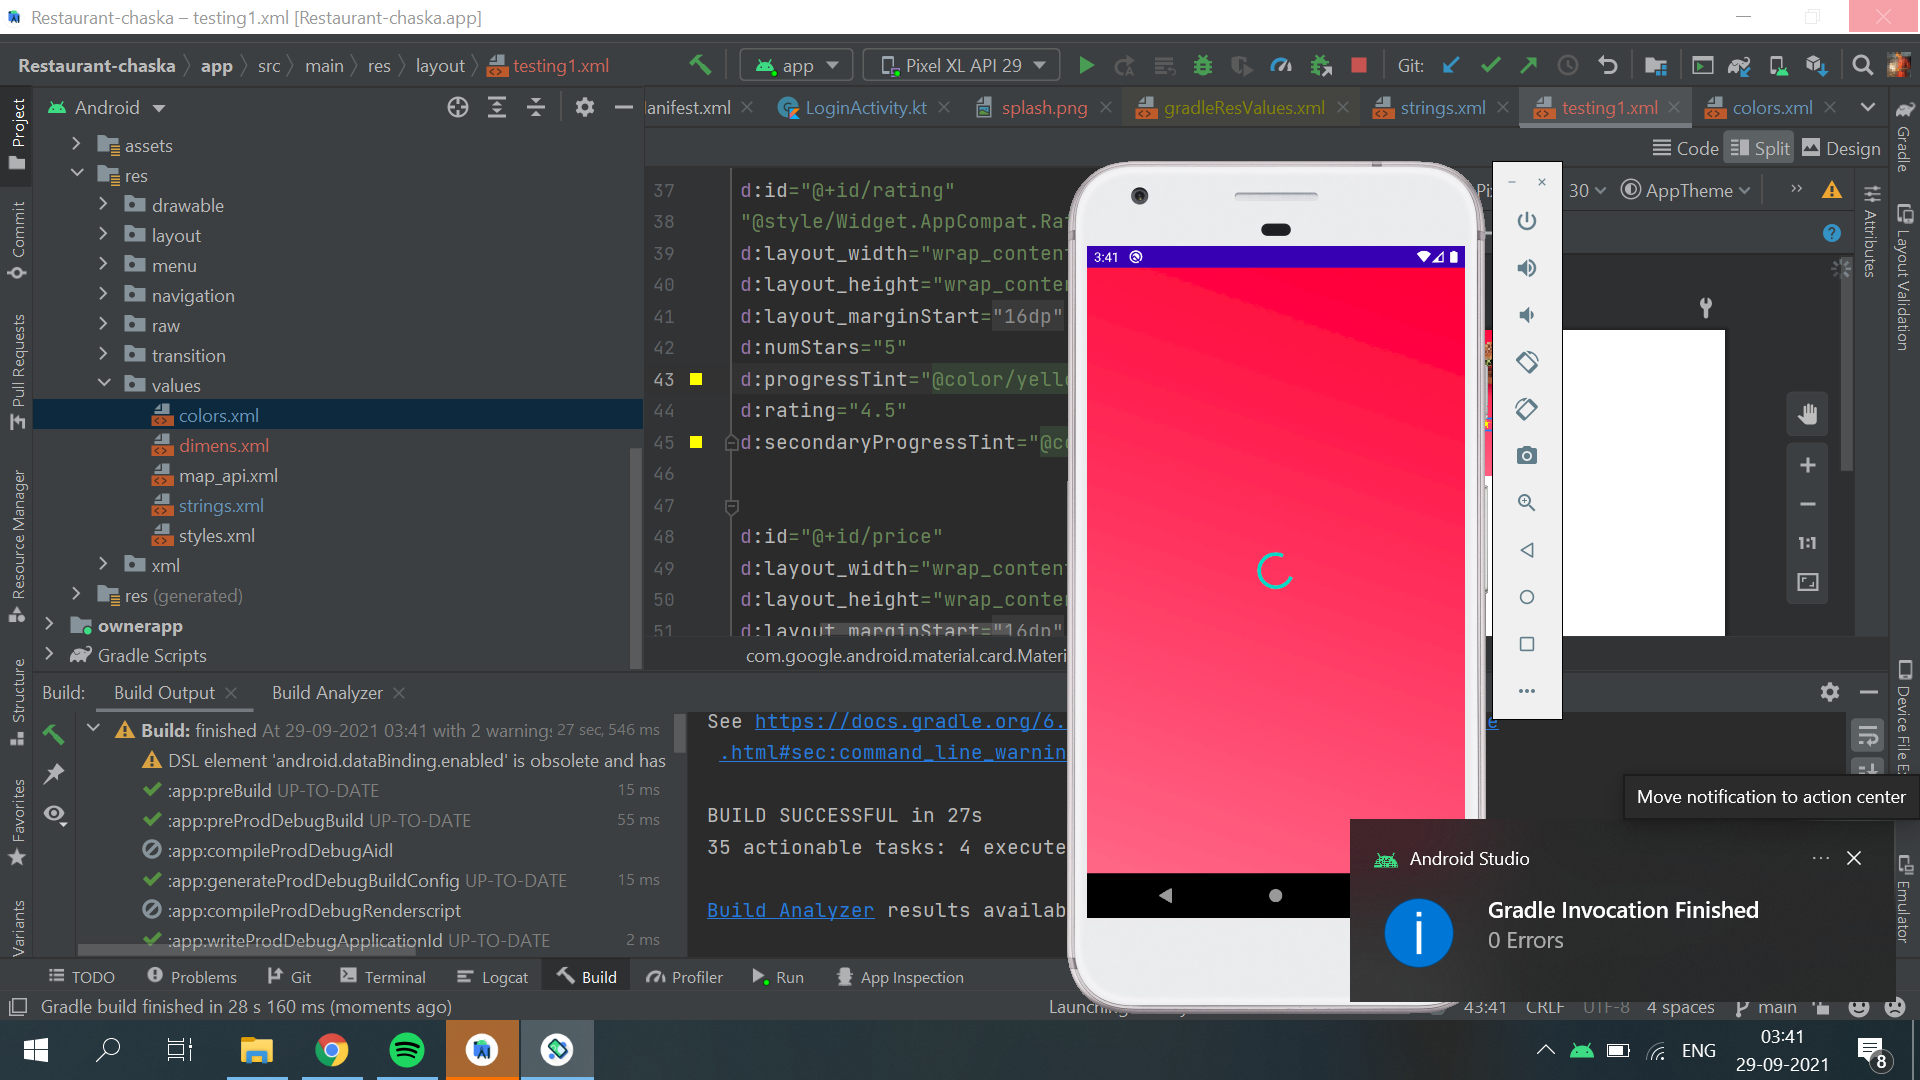 Restaurant-chaska – testing1.xml [Restaurant-chaska.app]
Restaurant-chaska app src main res layout testing1.xml
app Pixel XL API 29 Git:
Android
anifest.xml LoginActivity.kt splash.png gradleResValues.xml strings.xml testing1.xml colors.xml
Code Split Design
30 AppTheme
Project
Commit
Pull Requests
Resource Manager
Structure
Favorites
Variants
assets
res
drawable
layout
menu
navigation
raw
transition
values
colors.xml
dimens.xml
map_api.xml
strings.xml
styles.xml
xml
res (generated)
ownerapp
Gradle Scripts
37 d:id="@+id/rating"
38 "@style/Widget.AppCompat.Ra
39 d:layout_width="wrap_content
40 d:layout_height="wrap_conten
41 d:layout_marginStart="16dp"
42 d:numStars="5"
43 d:progressTint="@color/yello
44 d:rating="4.5"
45 d:secondaryProgressTint="@co
46
47
48 d:id="@+id/price"
49 d:layout_width="wrap_content
50 d:layout_height="wrap_conten
51 d:layout_marginStart="16dp"
com.google.android.material.card.Materi
3:41
1:1
Gradle
Attributes
Layout Validation
Device File Ex
Emulator
Build: Build Output Build Analyzer
Build: finished At 29-09-2021 03:41 with 2 warnings 27 sec, 546 ms
DSL element 'android.dataBinding.enabled' is obsolete and has
:app:preBuild UP-TO-DATE 15 ms
:app:preProdDebugBuild UP-TO-DATE 55 ms
:app:compileProdDebugAidl
:app:generateProdDebugBuildConfig UP-TO-DATE 15 ms
:app:compileProdDebugRenderscript
:app:writeProdDebugApplicationId UP-TO-DATE 2 ms
See https://docs.gradle.org/6.
.html#sec:command_line_warnin
BUILD SUCCESSFUL in 27s
35 actionable tasks: 4 execute
Build Analyzer results availab
Move notification to action center
Android Studio
Gradle Invocation Finished
0 Errors
TODO Problems Git Terminal Logcat Build Profiler Run App Inspection
Gradle build finished in 28 s 160 ms (moments ago)
Launching
43:41 CRLF UTF-8 4 spaces main
ENG
03:41
29-09-2021
8